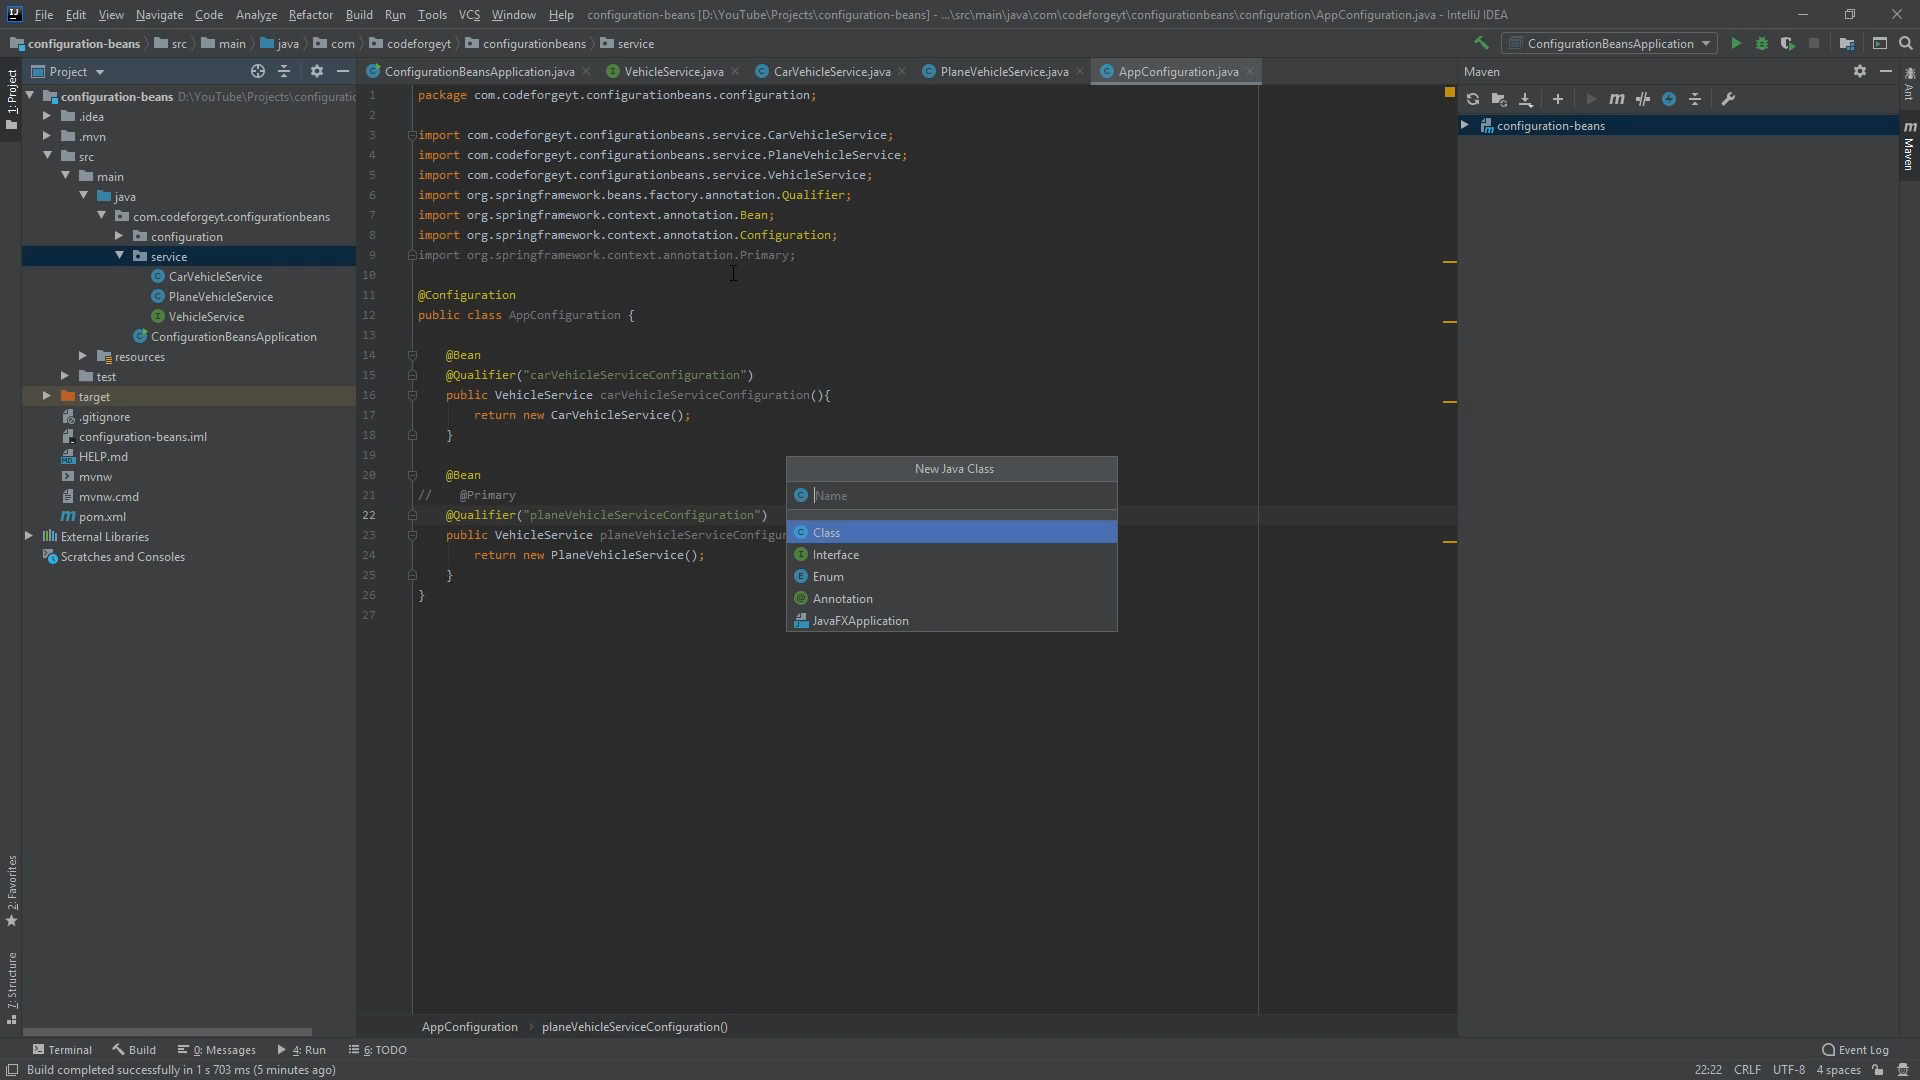 File Edit View Navigate Code Analyze Refactor Build Run Tools VCS Window Help configuration-beans [D:\YouTube\Projects\configuration-beans] - ...\src\main\java\com\codeforgeyt\configurationbeans\configuration\AppConfiguration.java - IntelliJ IDEA
configuration-beans src main java com codeforgeyt configurationbeans service ConfigurationBeansApplication
Project ConfigurationBeansApplication.java VehicleService.java CarVehicleService.java PlaneVehicleService.java AppConfiguration.java Maven
1: Project
configuration-beans D:\YouTube\Projects\configuratic
.idea
.mvn
src
main
java
com.codeforgeyt.configurationbeans
configuration
service
CarVehicleService
PlaneVehicleService
VehicleService
ConfigurationBeansApplication
resources
test
target
.gitignore
configuration-beans.iml
HELP.md
mvnw
mvnw.cmd
pom.xml
External Libraries
Scratches and Consoles
2: Favorites
7: Structure
1 package com.codeforgeyt.configurationbeans.configuration;
2
3 import com.codeforgeyt.configurationbeans.service.CarVehicleService;
4 import com.codeforgeyt.configurationbeans.service.PlaneVehicleService;
5 import com.codeforgeyt.configurationbeans.service.VehicleService;
6 import org.springframework.beans.factory.annotation.Qualifier;
7 import org.springframework.context.annotation.Bean;
8 import org.springframework.context.annotation.Configuration;
9 import org.springframework.context.annotation.Primary;
10
11 @Configuration
12 public class AppConfiguration {
13
14 @Bean
15 @Qualifier("carVehicleServiceConfiguration")
16 public VehicleService carVehicleServiceConfiguration(){
17 return new CarVehicleService();
18 }
19
20 @Bean
21 // @Primary
22 @Qualifier("planeVehicleServiceConfiguration")
23 public VehicleService planeVehicleServiceConfigur
24 return new PlaneVehicleService();
25 }
26 }
27
New Java Class
Name
Class
Interface
Enum
Annotation
JavaFXApplication
configuration-beans
Ant
Maven
AppConfiguration planeVehicleServiceConfiguration()
Terminal Build 0: Messages 4: Run 6: TODO Event Log
Build completed successfully in 1 s 703 ms (5 minutes ago) 22:22 CRLF UTF-8 4 spaces